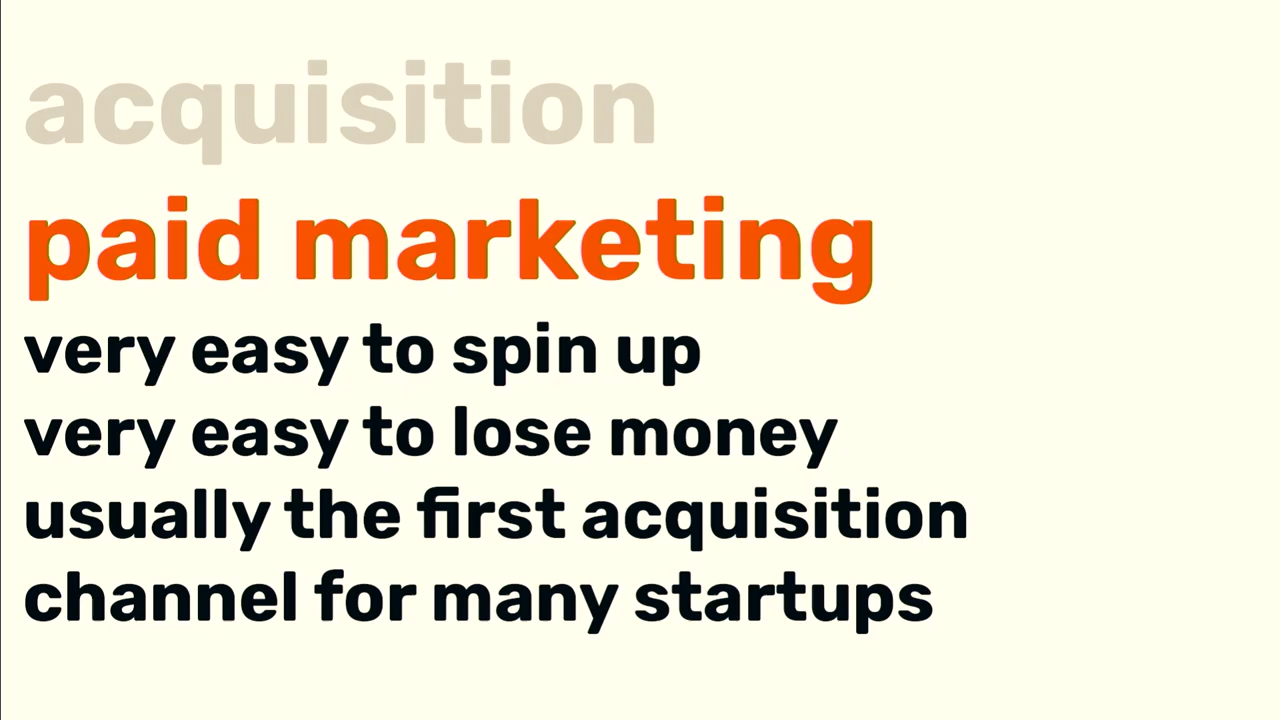 acquisition
paid marketing
very easy to spin up
very easy to lose money
usually the first acquisition
channel for many startups